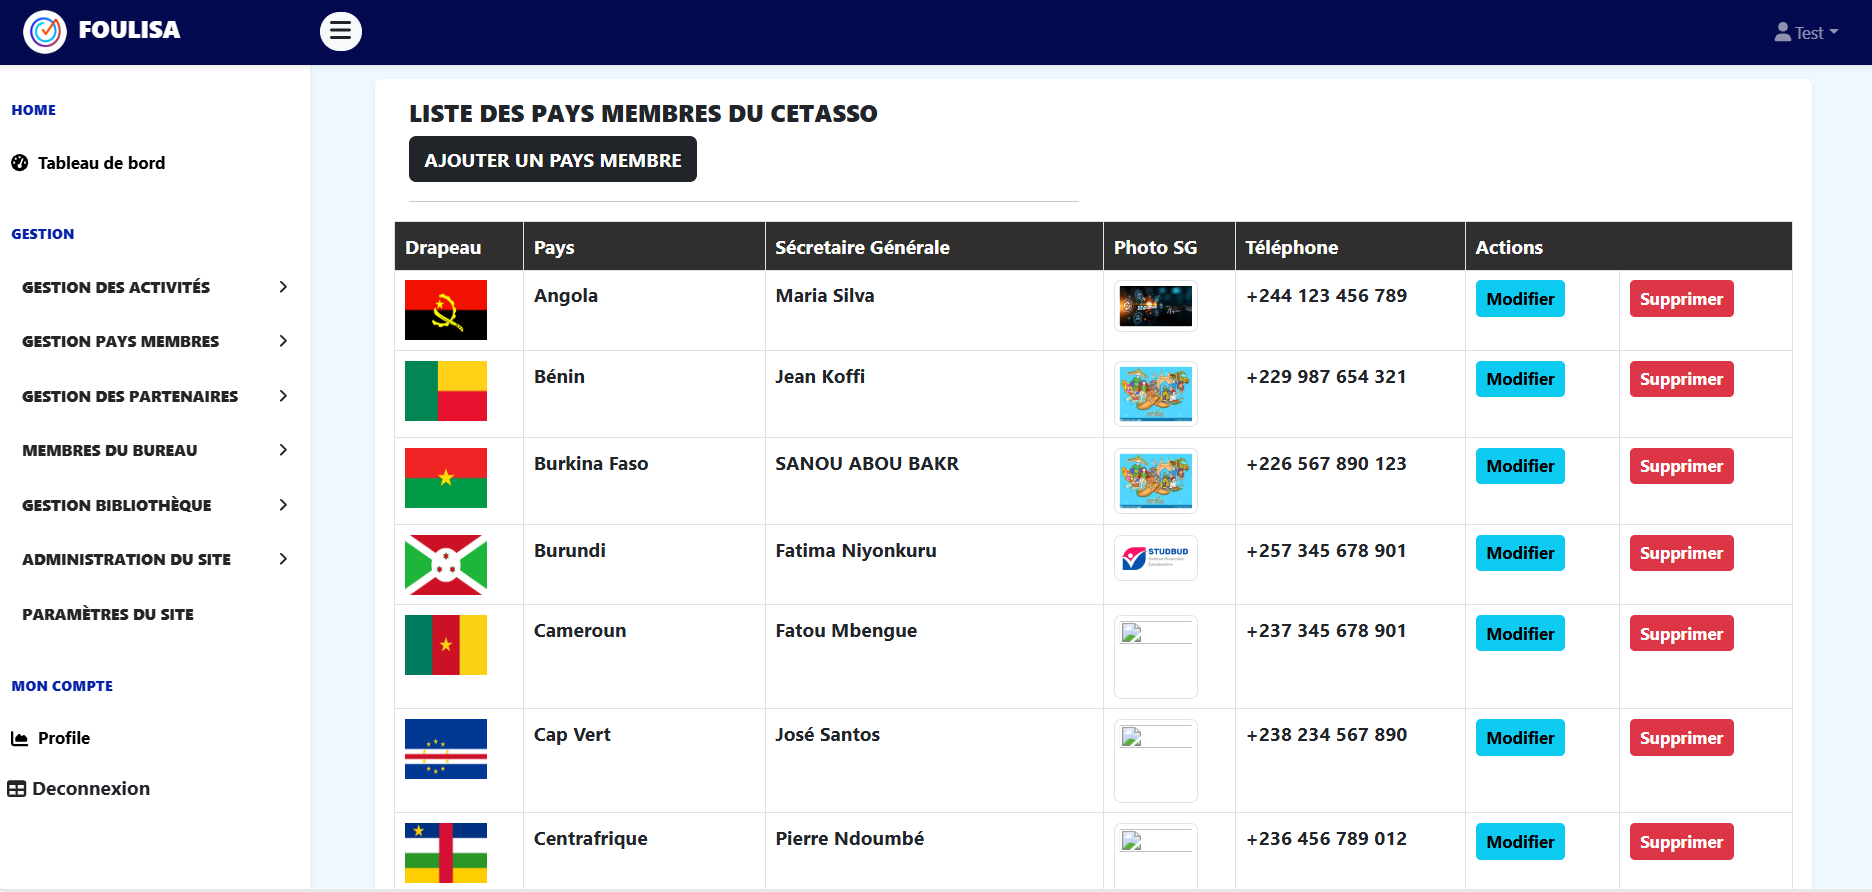 FOULISA
Test
HOME
Tableau de bord
GESTION
GESTION DES ACTIVITÉS
GESTION PAYS MEMBRES
GESTION DES PARTENAIRES
MEMBRES DU BUREAU
GESTION BIBLIOTHÈQUE
ADMINISTRATION DU SITE
PARAMÈTRES DU SITE
MON COMPTE
Profile
Deconnexion
LISTE DES PAYS MEMBRES DU CETASSO
AJOUTER UN PAYS MEMBRE
Drapeau Pays Sécretaire Générale Photo SG Téléphone Actions
Angola Maria Silva +244 123 456 789 Modifier Supprimer
Bénin Jean Koffi +229 987 654 321 Modifier Supprimer
Burkina Faso SANOU ABOU BAKR +226 567 890 123 Modifier Supprimer
Burundi Fatima Niyonkuru STUDBUD +257 345 678 901 Modifier Supprimer
Cameroun Fatou Mbengue +237 345 678 901 Modifier Supprimer
Cap Vert José Santos +238 234 567 890 Modifier Supprimer
Centrafrique Pierre Ndoumbé +236 456 789 012 Modifier Supprimer